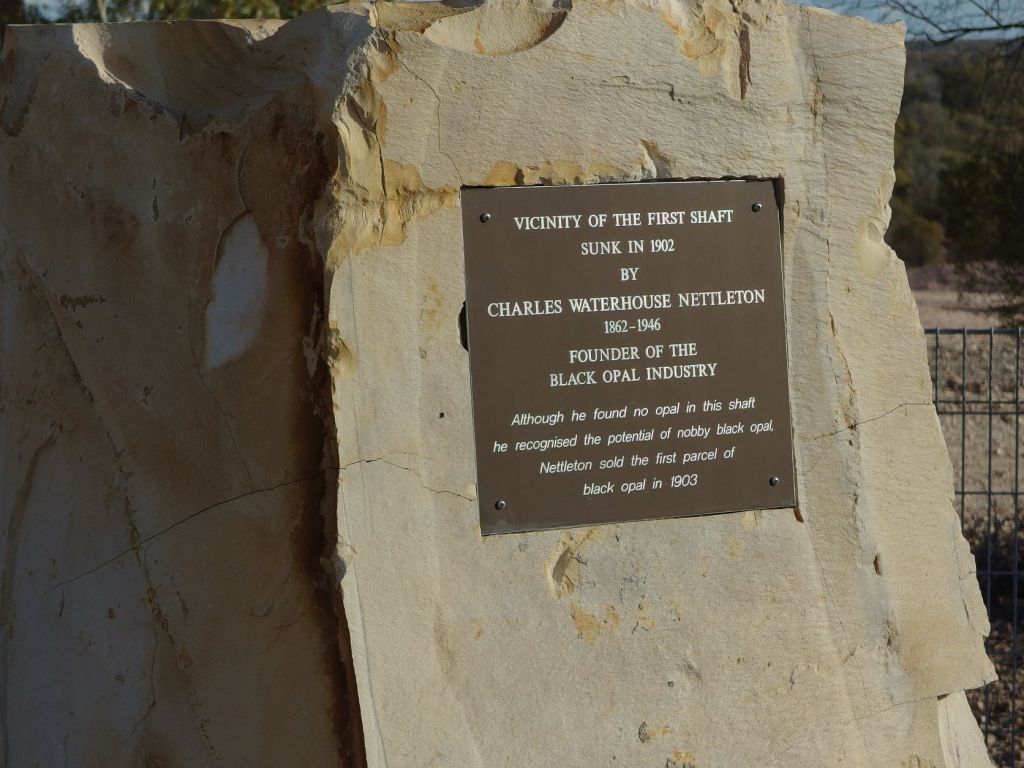 VICINITY OF THE FIRST SHAFT
SUNK IN 1902
BY
CHARLES WATERHOUSE NETTLETON
1862-1946
FOUNDER OF THE
BLACK OPAL INDUSTRY
Although he found no opal in this shaft
he recognised the potential of nobby black opal,
Nettleton sold the first parcel of
black opal in 1903